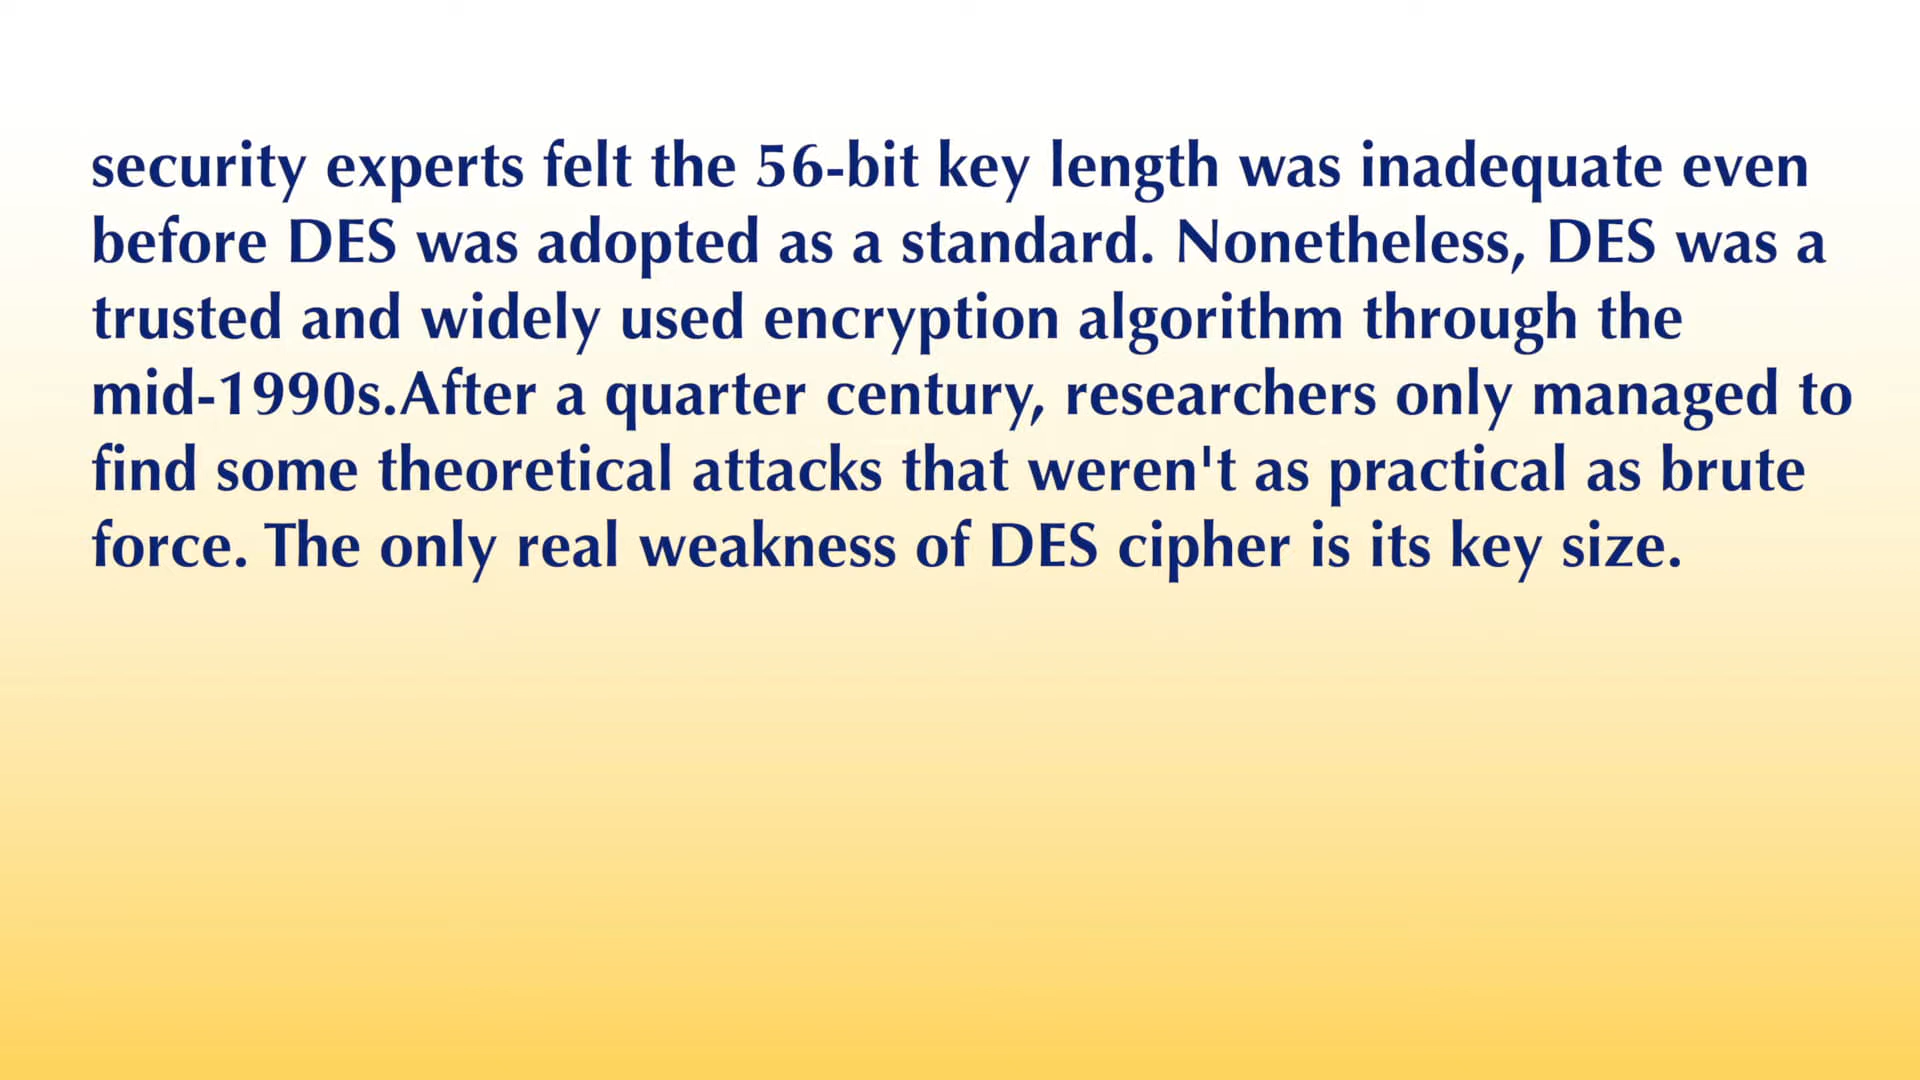 security experts felt the 56-bit key length was inadequate even
before DES was adopted as a standard. Nonetheless, DES was a
trusted and widely used encryption algorithm through the
mid-1990s.After a quarter century, researchers only managed to
find some theoretical attacks that weren't as practical as brute
force. The only real weakness of DES cipher is its key size.